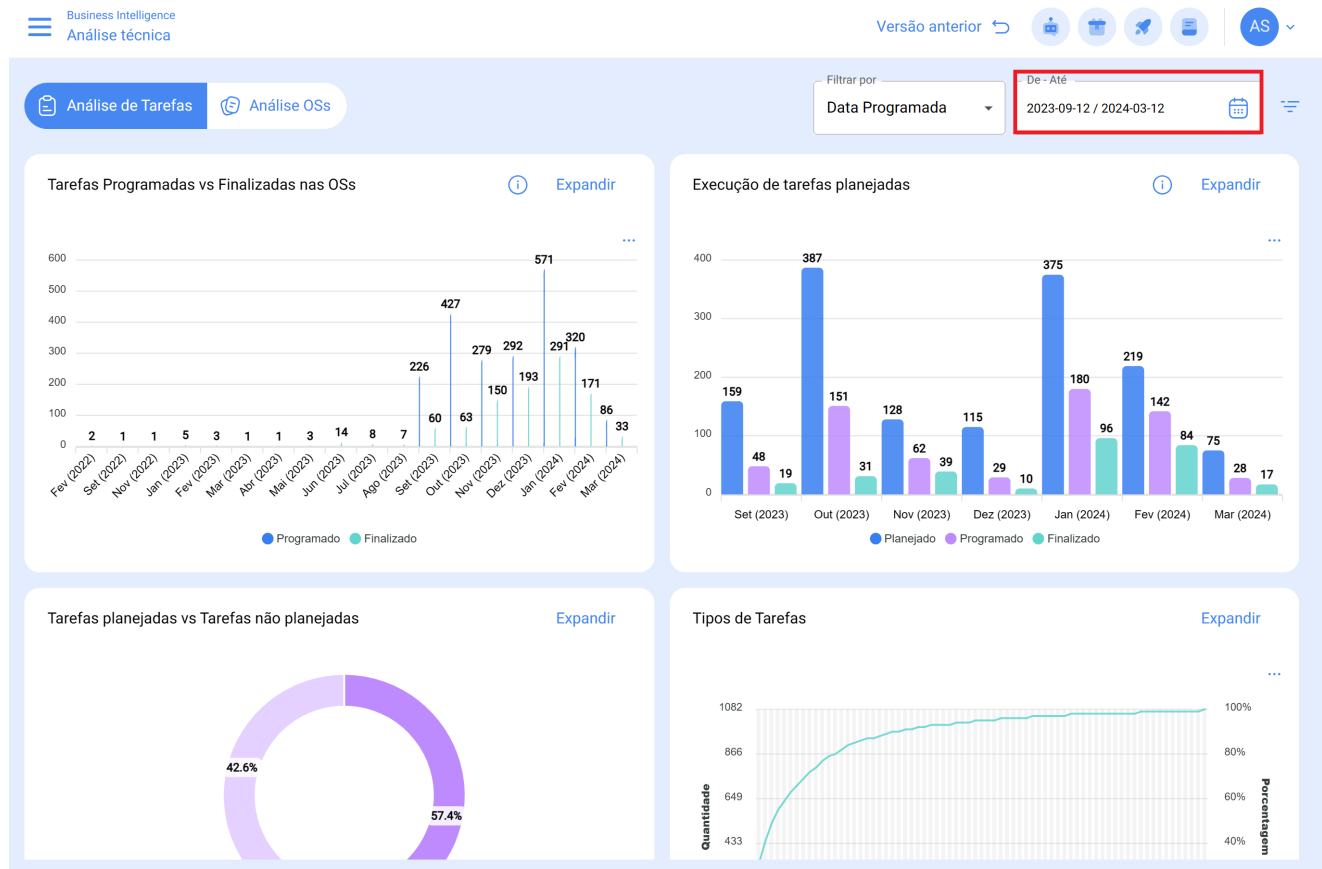 Business Intelligence
Análise técnica
Versão anterior
AS
Análise de Tarefas
Análise OSs
Filtrar por
Data Programada
De - Até
2023-09-12 / 2024-03-12
Tarefas Programadas vs Finalizadas nas OSs
Expandir
600
500
400
300
200
100
0
2
1
1
5
3
1
1
3
14
8
7
226
60
427
63
279
150
292
193
571
291
320
171
86
33
Fev (2022)
Set (2022)
Nov (2022)
Jan (2023)
Fev (2023)
Mar (2023)
Abr (2023)
Mai (2023)
Jun (2023)
Jul (2023)
Ago (2023)
Set (2023)
Out (2023)
Nov (2023)
Dez (2023)
Jan (2024)
Fev (2024)
Mar (2024)
Programado
Finalizado
Execução de tarefas planejadas
Expandir
400
300
200
100
0
159
48
19
387
151
31
128
62
39
115
29
10
375
180
96
219
142
84
75
28
17
Set (2023)
Out (2023)
Nov (2023)
Dez (2023)
Jan (2024)
Fev (2024)
Mar (2024)
Planejado
Programado
Finalizado
Tarefas planejadas vs Tarefas não planejadas
Expandir
42.6%
57.4%
Tipos de Tarefas
Expandir
1082
866
649
433
Quantidade
100%
80%
60%
40%
Porcentagem